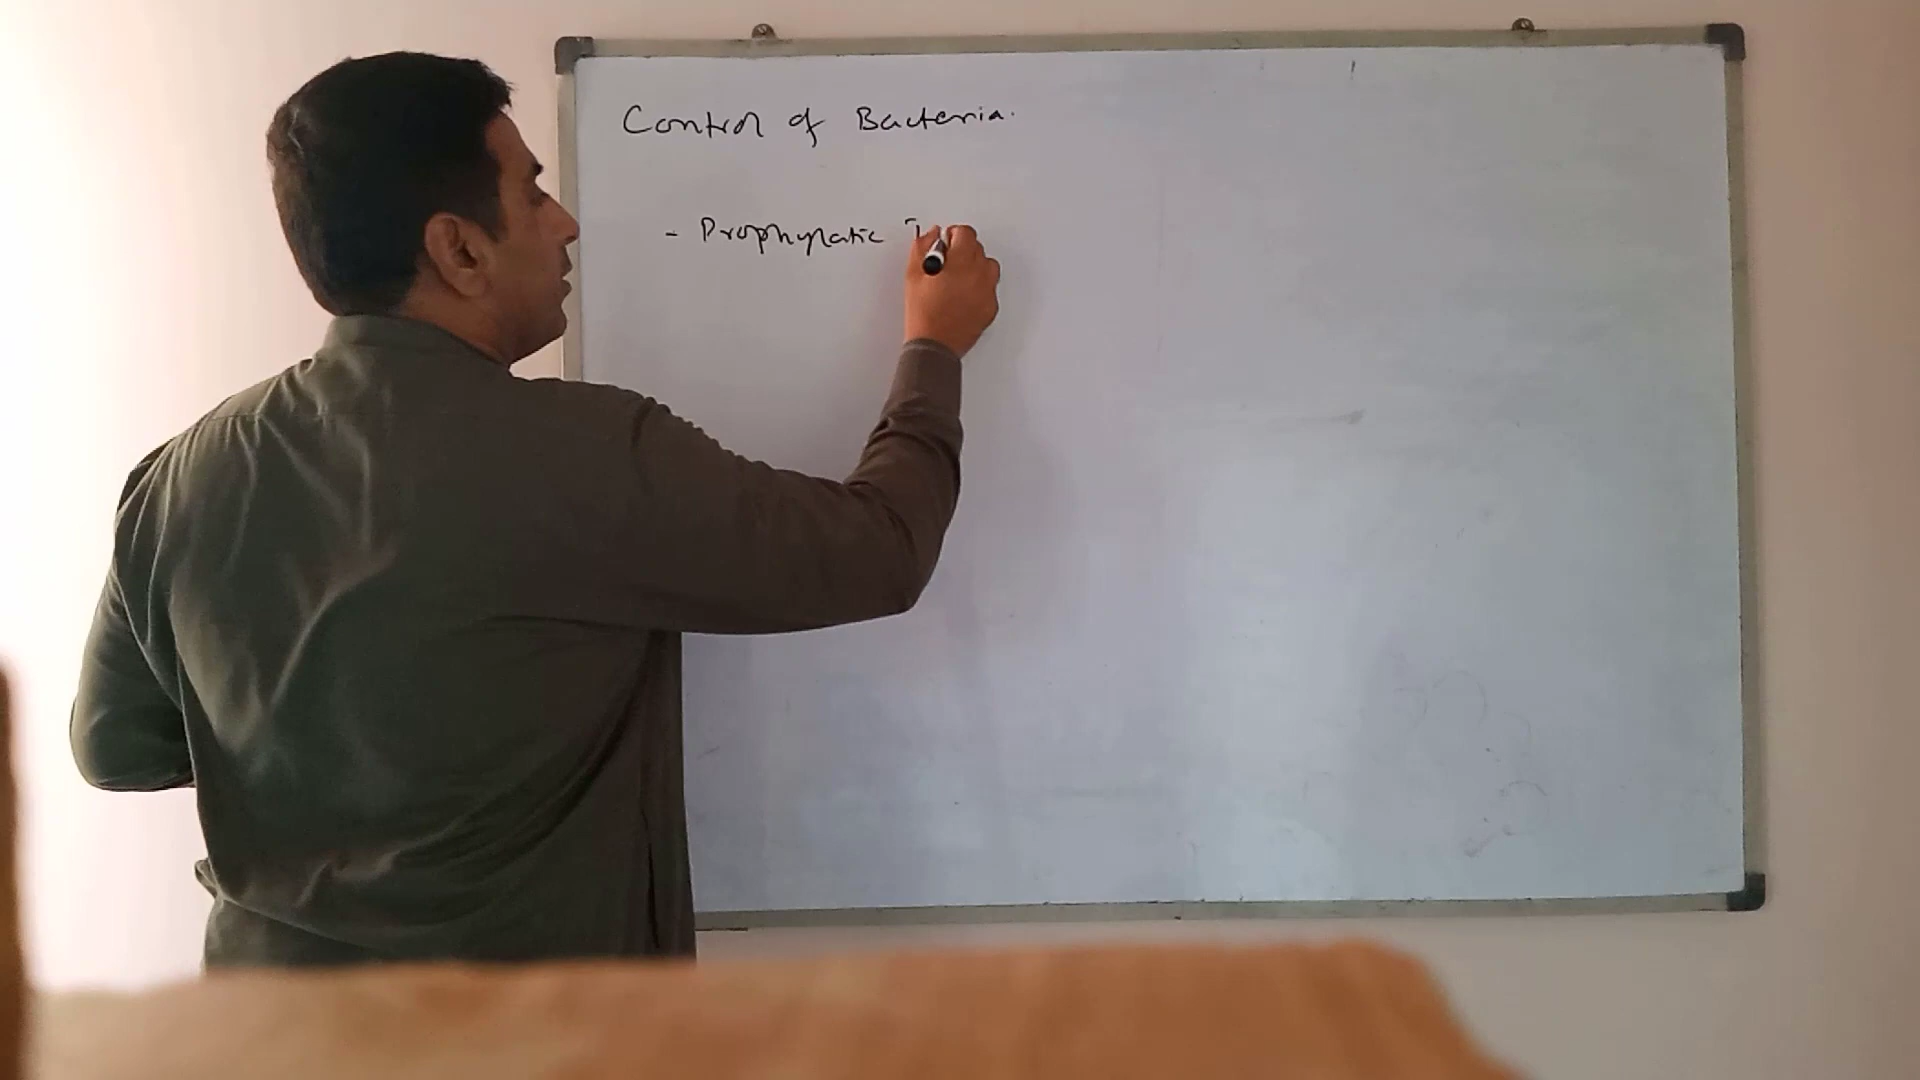 Control of Bacteria.
- Prophylatic T